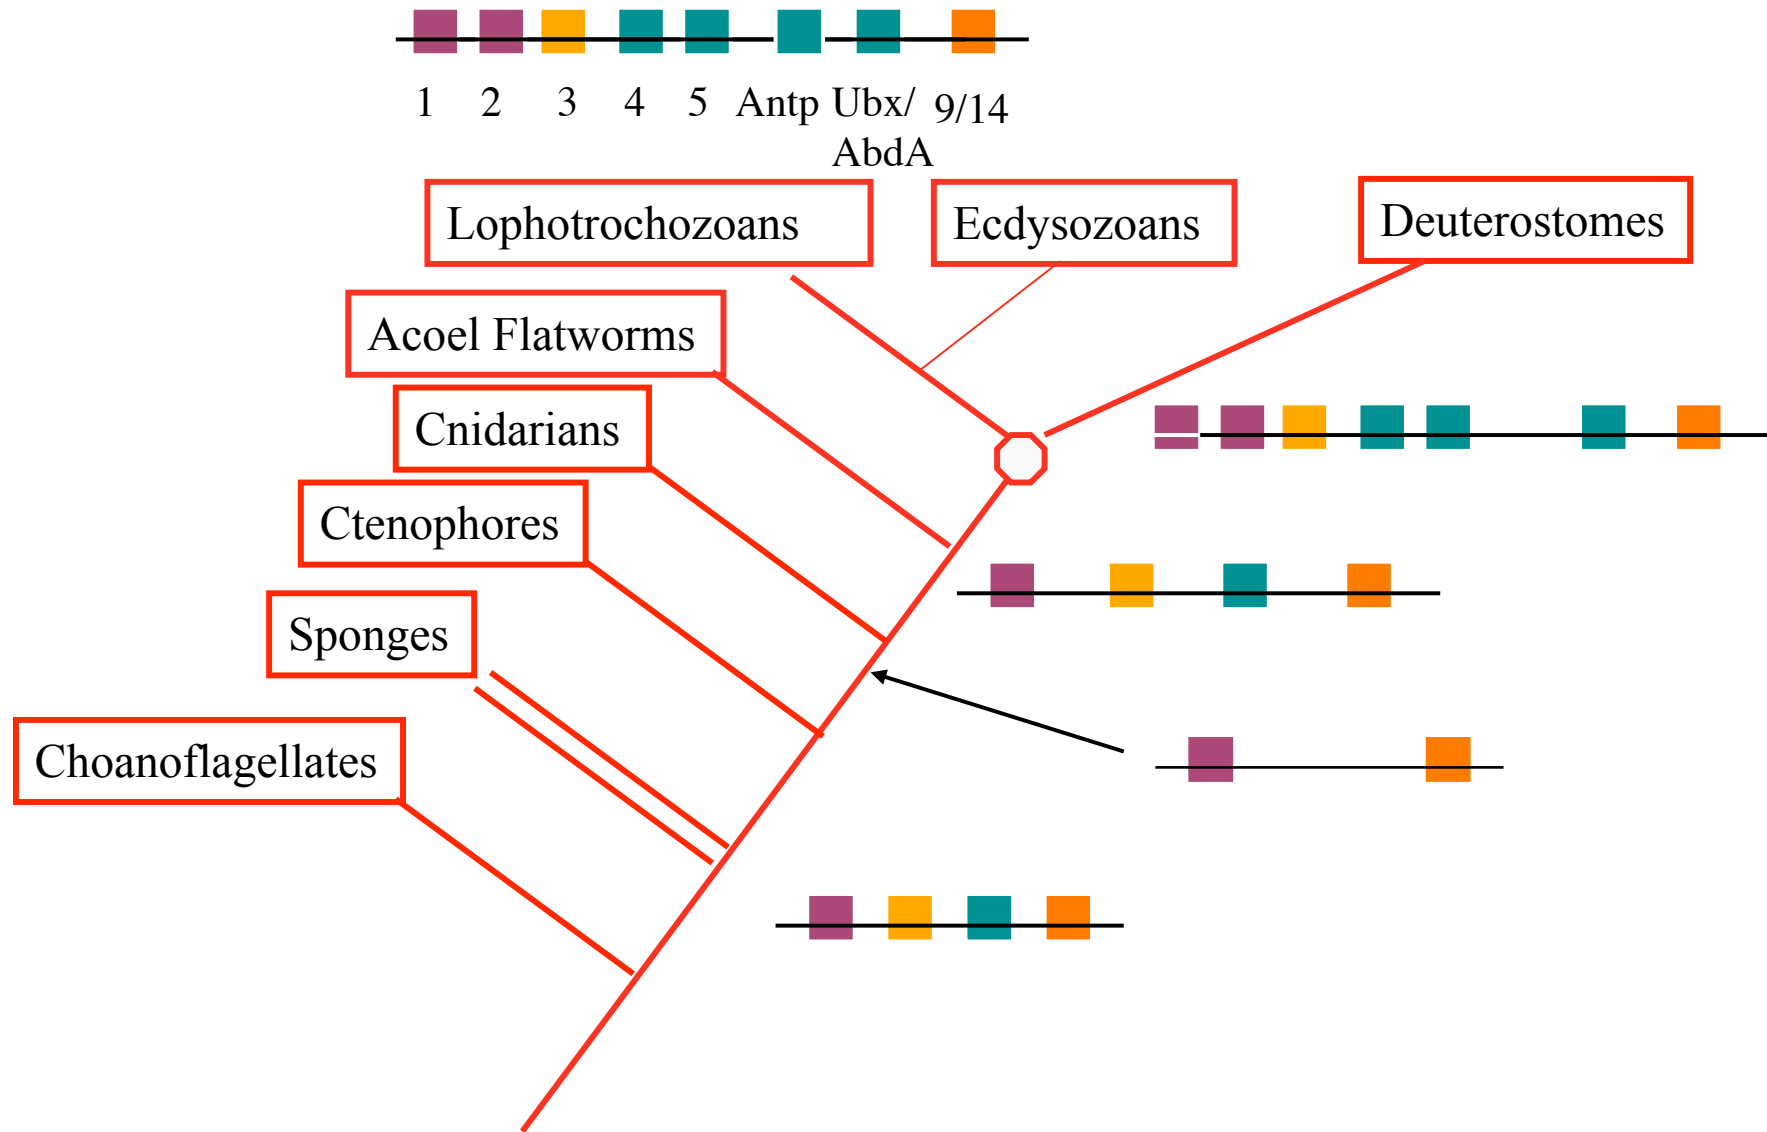 1 2 3 4 5 Antp Ubx/ 9/14
AbdA
Lophotrochozoans
Ecdysozoans
Deuterostomes
Acoel Flatworms
Cnidarians
Ctenophores
Sponges
Choanoflagellates